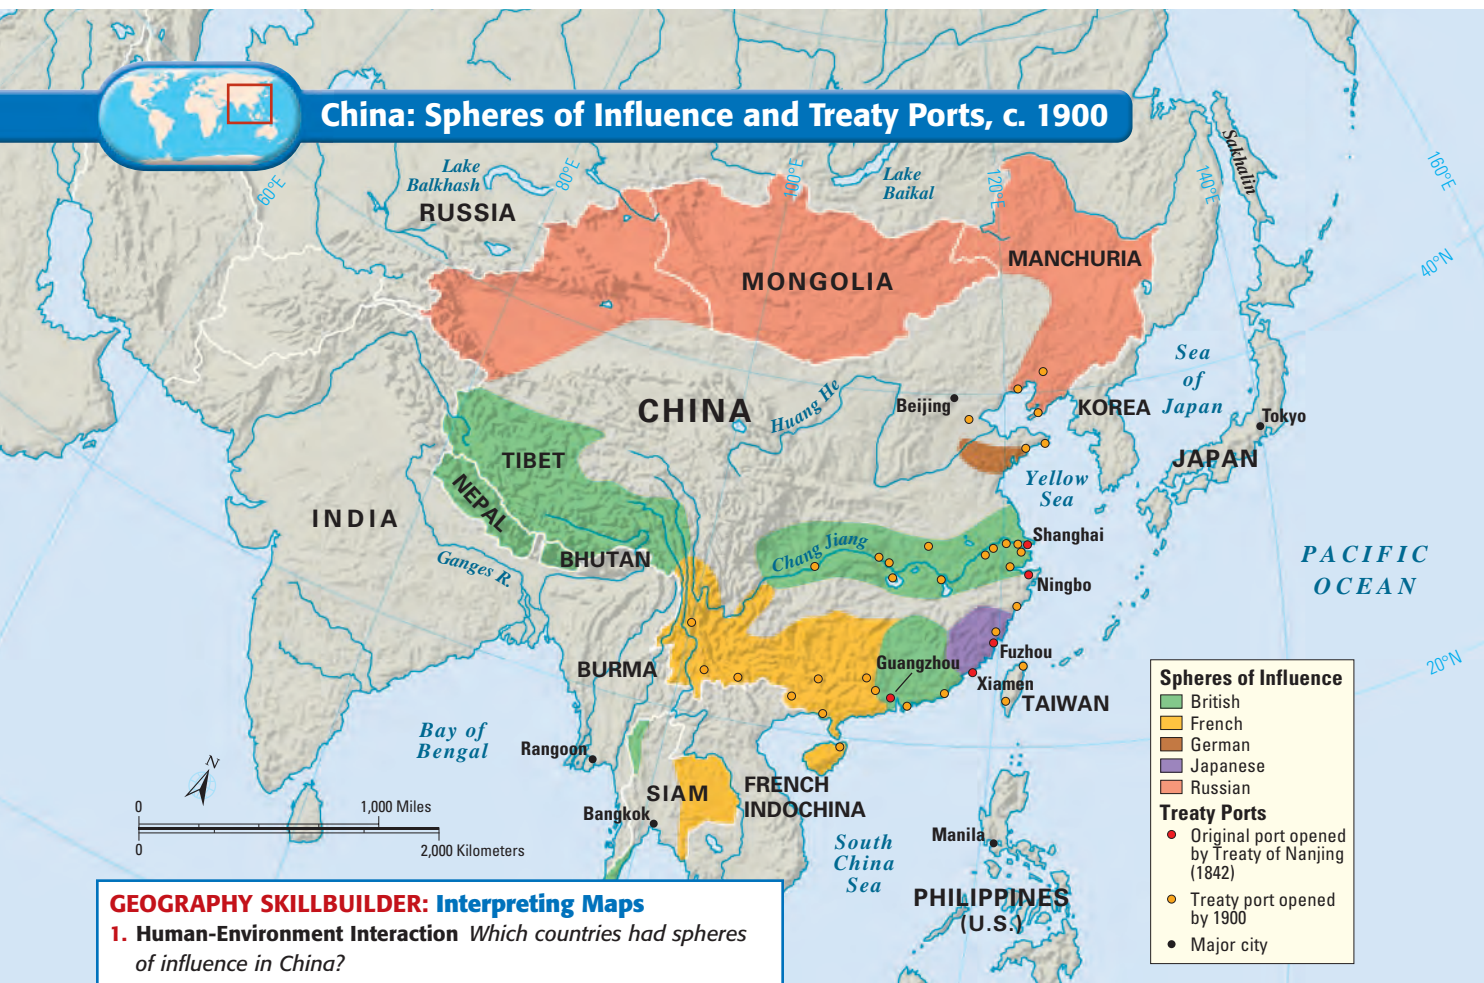 China: Spheres of Influence and Treaty Ports, c. 1900
60°E
80°E
100°E
120°E
140°E
160°E
40°N
20°N
Lake
Balkhash
RUSSIA
Lake
Baikal
Sakhalin
MONGOLIA
MANCHURIA
Sea
of
Japan
CHINA
Huang He
Beijing
KOREA
Tokyo
JAPAN
TIBET
NEPAL
INDIA
BHUTAN
Ganges R.
Yellow
Sea
Chang Jiang
Shanghai
Ningbo
PACIFIC
OCEAN
BURMA
Guangzhou
Fuzhou
Xiamen
TAIWAN
Bay of
Bengal
Rangoon
SIAM
Bangkok
FRENCH
INDOCHINA
South
China
Sea
Manila
PHILIPPINES
(U.S.)
N
0
1,000 Miles
0
2,000 Kilometers
Spheres of Influence
British
French
German
Japanese
Russian
Treaty Ports
Original port opened
by Treaty of Nanjing
(1842)
Treaty port opened
by 1900
Major city
GEOGRAPHY SKILLBUILDER: Interpreting Maps
1. Human-Environment Interaction Which countries had spheres
of influence in China?